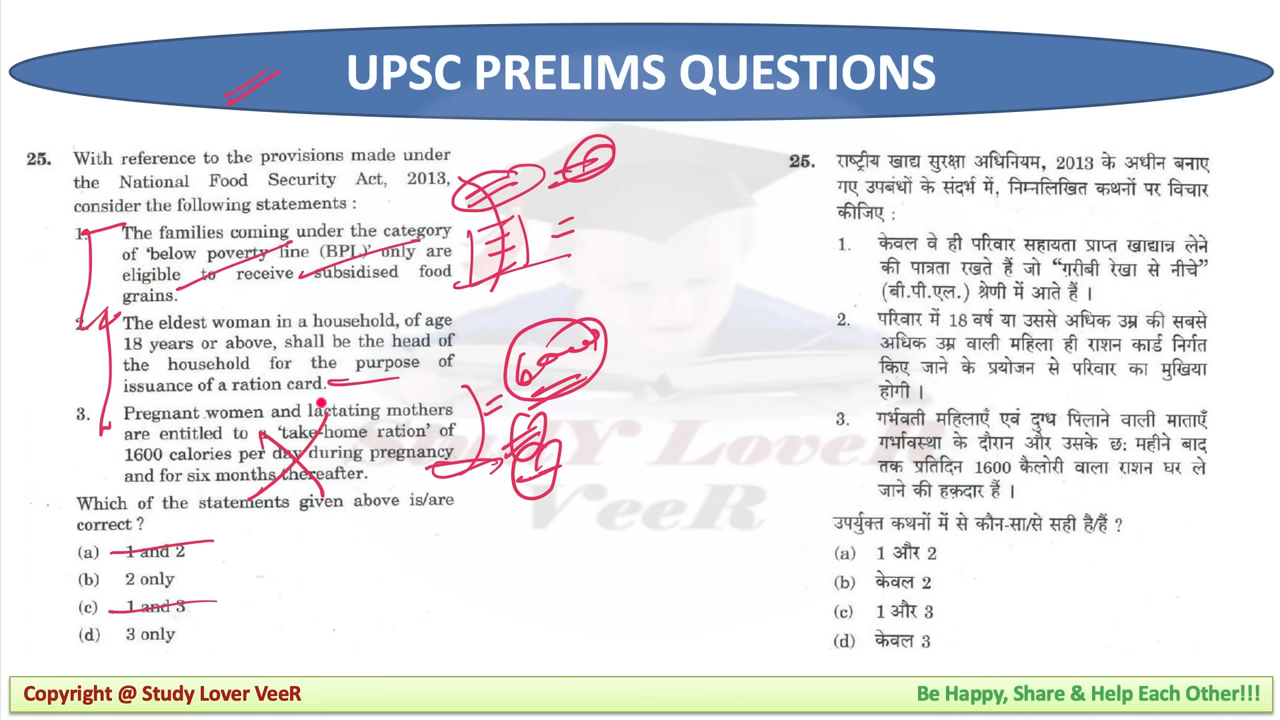 UPSC PRELIMS QUESTIONS
25. With reference to the provisions made under
the National Food Security Act, 2013,
consider the following statements :
1. The families coming under the category
of 'below poverty line (BPL)' only are
eligible to receive subsidised food
grains.
2. The eldest woman in a household, of age
18 years or above, shall be the head of
the household for the purpose of
issuance of a ration card.
3. Pregnant women and lactating mothers
are entitled to a 'take-home ration' of
1600 calories per day during pregnancy
and for six months thereafter.
Which of the statements given above is/are
correct ?
(a) 1 and 2
(b) 2 only
(c) 1 and 3
(d) 3 only
25. राष्ट्रीय खाद्य सुरक्षा अधिनियम, 2013 के अधीन बनाए
गए उपबंधों के संदर्भ में, निम्नलिखित कथनों पर विचार
कीजिए :
1. केवल वे ही परिवार सहायता प्राप्त खाद्यान्न लेने
की पात्रता रखते हैं जो "ग़रीबी रेखा से नीचे"
(बी.पी.एल.) श्रेणी में आते हैं ।
2. परिवार में 18 वर्ष या उससे अधिक उम्र की सबसे
अधिक उम्र वाली महिला ही राशन कार्ड निर्गत
किए जाने के प्रयोजन से परिवार का मुखिया
होगी ।
3. गर्भवती महिलाएँ एवं दुग्ध पिलाने वाली माताएँ
गर्भावस्था के दौरान और उसके छ: महीने बाद
तक प्रतिदिन 1600 कैलोरी वाला राशन घर ले
जाने की हक़दार हैं ।
उपर्युक्त कथनों में से कौन-सा/से सही है/हैं ?
(a) 1 और 2
(b) केवल 2
(c) 1 और 3
(d) केवल 3
StudY LoveR
VeeR
Copyright @ Study Lover VeeR
Be Happy, Share & Help Each Other!!!